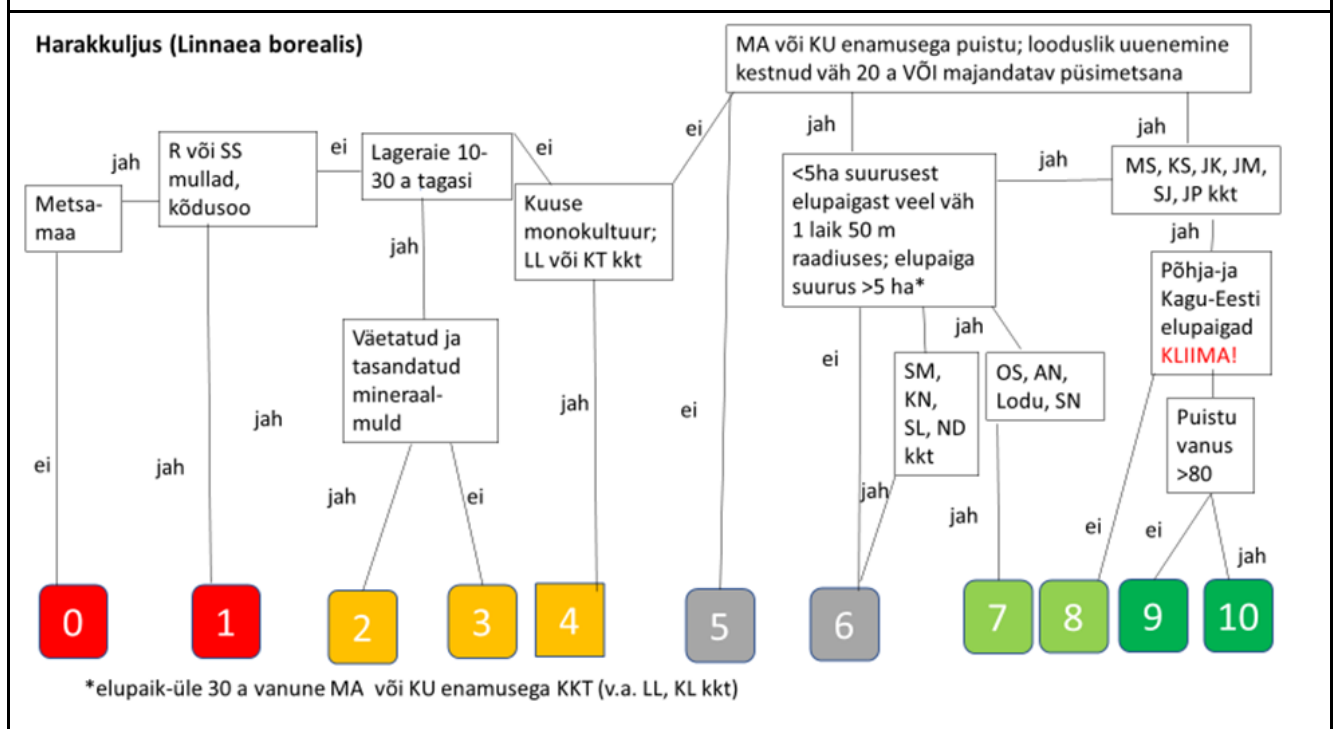 Harakkuljus (Linnaea borealis)
MA või KU enamusega puistu; looduslik uuenemine
kestnud väh 20 a VÕI majandatav püsimetsana
ei
jah
jah
jah
R või SS
mullad,
kõdusoo
ei
Lageraie 10-
30 a tagasi
ei
<5ha suurusest
elupaigast veel väh
1 laik 50 m
raadiuses; elupaiga
suurus >5 ha*
jah
MS, KS, JK, JM,
SJ, JP kkt
Metsa-
maa
Kuuse
monokultuur;
LL või KT kkt
jah
jah
Põhja-ja
Kagu-Eesti
elupaigad
KLIIMA!
Väetatud ja
tasandatud
mineraal-
muld
jah
ei
SM,
KN,
SL, ND
kkt
OS, AN,
Lodu, SN
Puistu
vanus
>80
jah
jah
ei
ei
jah
jah
ei
jah
jah
ei
ei
jah
0
1
2
3
4
5
6
7
8
9
10
*elupaik-üle 30 a vanune MA või KU enamusega KKT (v.a. LL, KL kkt)